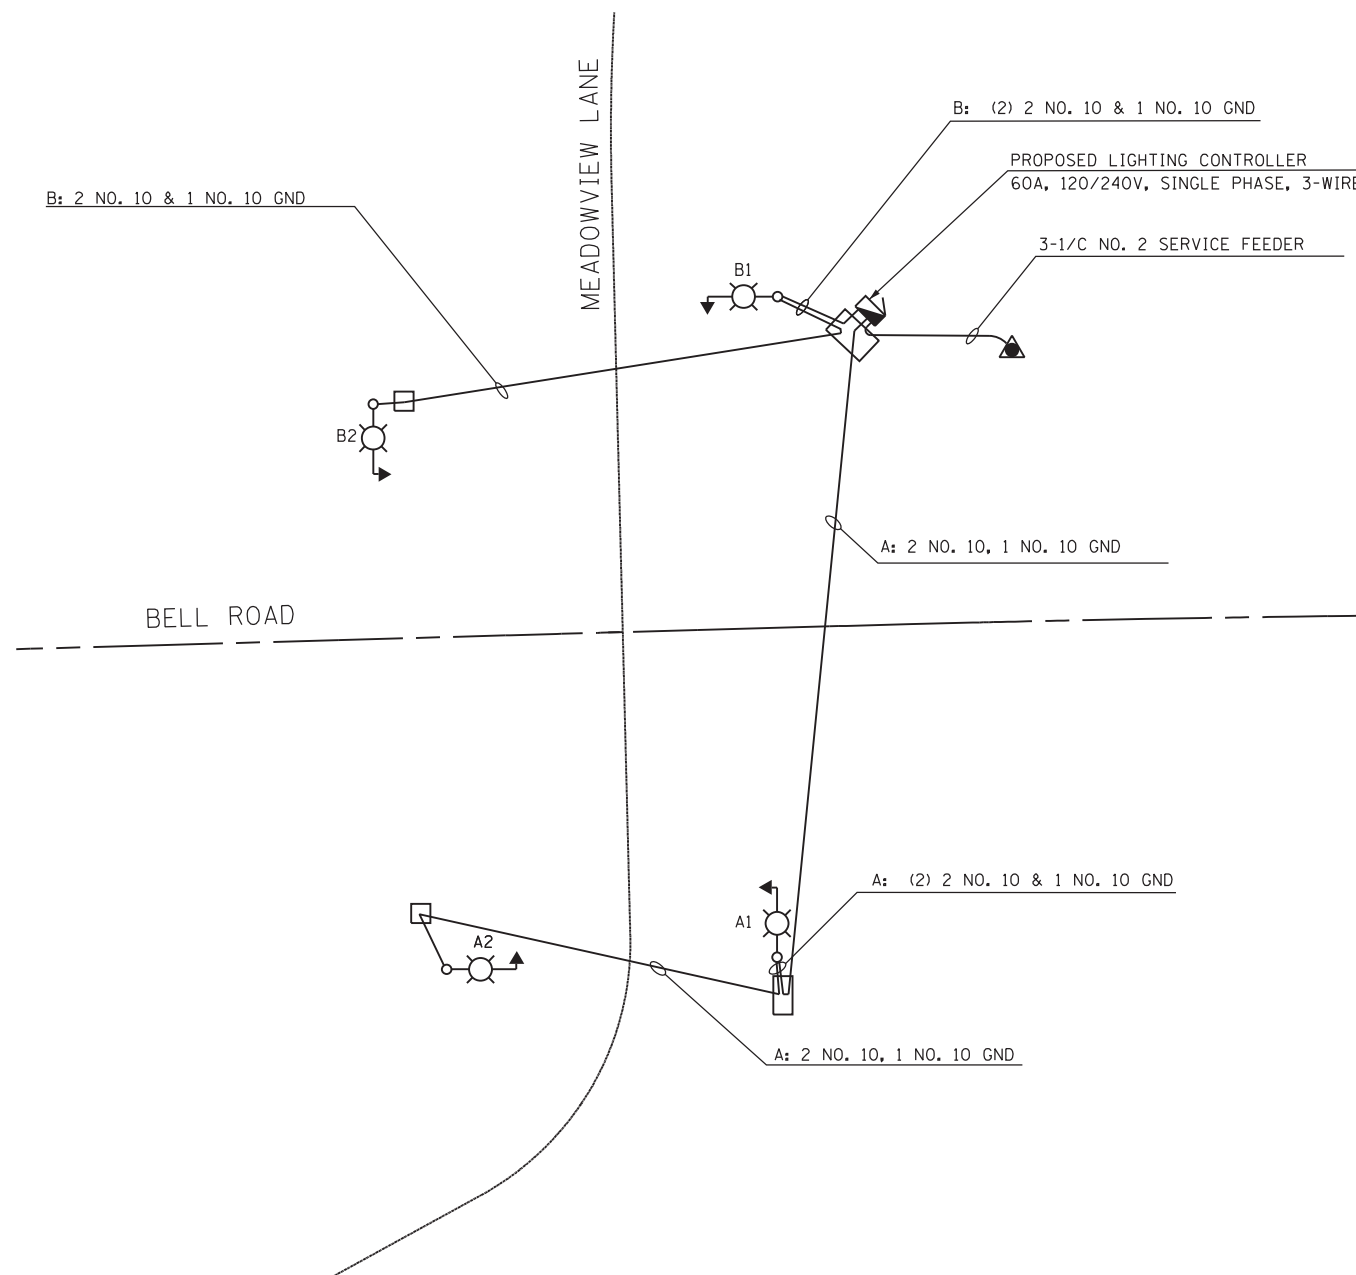 MEADOWVIEW LANE
B: (2) 2 NO. 10 & 1 NO. 10 GND
PROPOSED LIGHTING CONTROLLER
60A, 120/240V, SINGLE PHASE, 3-WIRE
B: 2 NO. 10 & 1 NO. 10 GND
3-1/C NO. 2 SERVICE FEEDER
B1
B2
A: 2 NO. 10, 1 NO. 10 GND
BELL ROAD
A: (2) 2 NO. 10 & 1 NO. 10 GND
A1
A2
A: 2 NO. 10, 1 NO. 10 GND